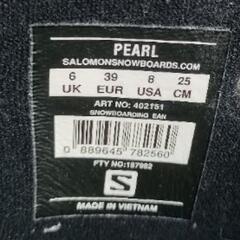 PEARL
SALOMONSNOWBOARDS.COM
6 39 8 25
UK EUR USA CM
ART NO: 402151
SNOWBOARDING EAN
0 889645 782560
FTY NO:187982
S
MADE IN VIETNAM